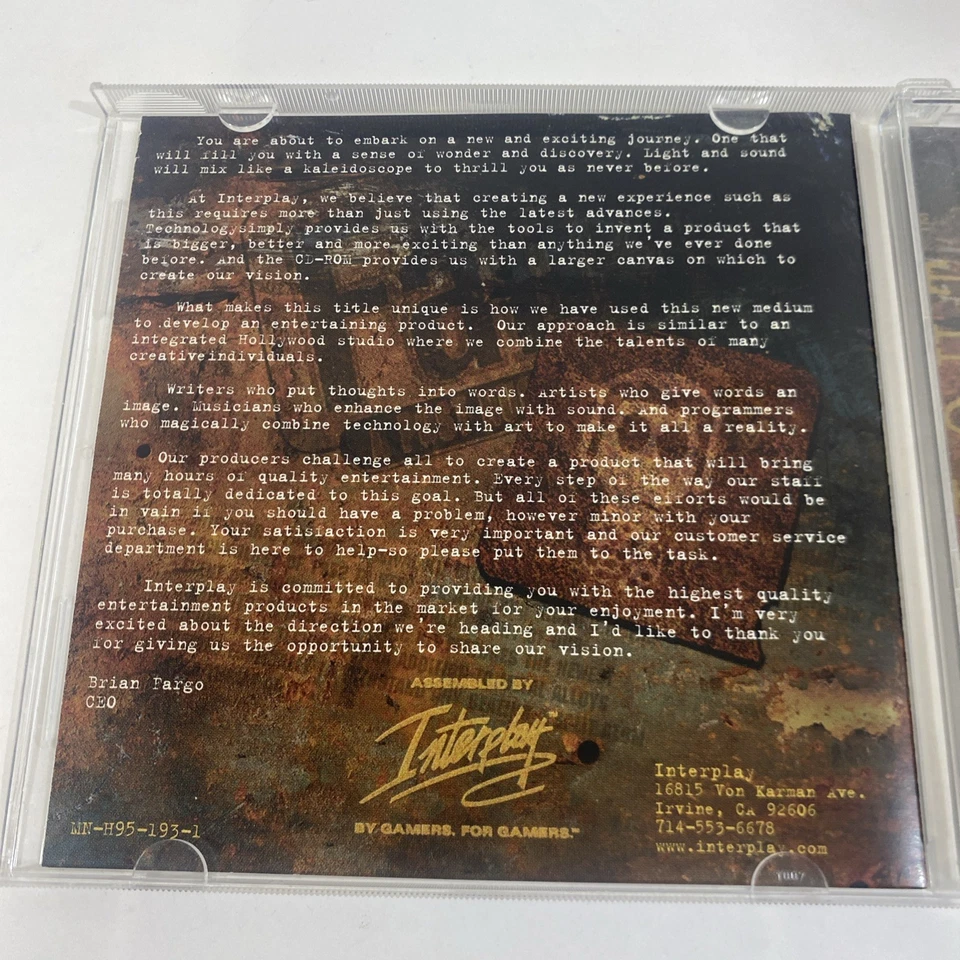 You are about to embark on a new and exciting journey. One that
will fill you with a sense of wonder and discovery. Light and sound
will mix like a kaleidoscope to thrill you as never before.
At Interplay, we believe that creating a new experience such as
this requires more than just using the latest advances.
Technologysimply provides us with the tools to invent a product that
is bigger, better and more exciting than anything we've ever done
before. And the CD-ROM provides us with a larger canvas on which to
create our vision.
What makes this title unique is how we have used this new medium
to develop an entertaining product. Our approach is similar to an
integrated Hollywood studio where we combine the talents of many
creativeindividuals.
Writers who put thoughts into words. Artists who give words an
image. Musicians who enhance the image with sound. And programmers
who magically combine technology with art to make it all a reality.
Our producers challenge all to create a product that will bring
many hours of quality entertainment. Every step of the way our staff
is totally dedicated to this goal. But all of these efforts would be
in vain if you should have a problem, however minor with your
purchase. Your satisfaction is very important and our customer service
department is here to help-so please put them to the task.
Interplay is committed to providing you with the highest quality
entertainment products in the market for your enjoyment. I'm very
excited about the direction we're heading and I'd like to thank you
for giving us the opportunity to share our vision.
Brian Fargo
CEO
ASSEMBLED BY
Interplay™
BY GAMERS. FOR GAMERS.™
MN-H95-193-1
Interplay
16815 Von Karman Ave.
Irvine, CA 92606
714-553-6678
www.interplay.com